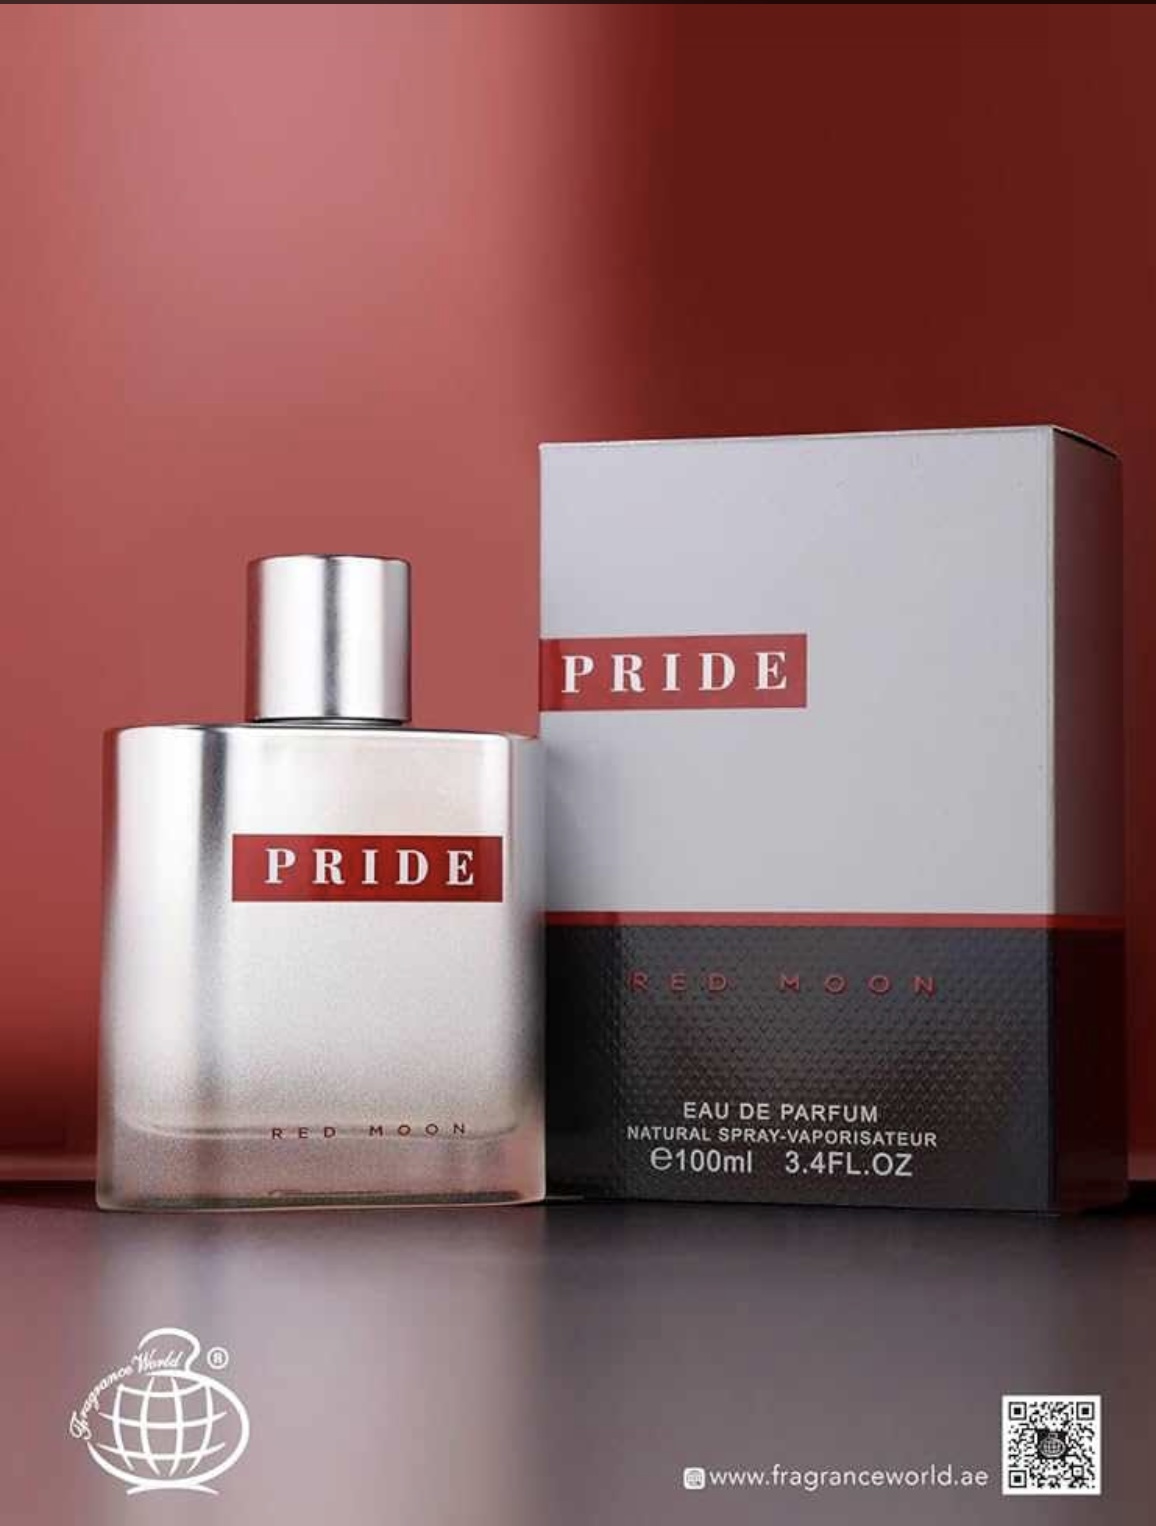 PRIDE
PRIDE
RED MOON
RED MOON
EAU DE PARFUM
NATURAL SPRAY-VAPORISATEUR
℮100ml 3.4FL.OZ
Fragrance World ®
www.fragranceworld.ae